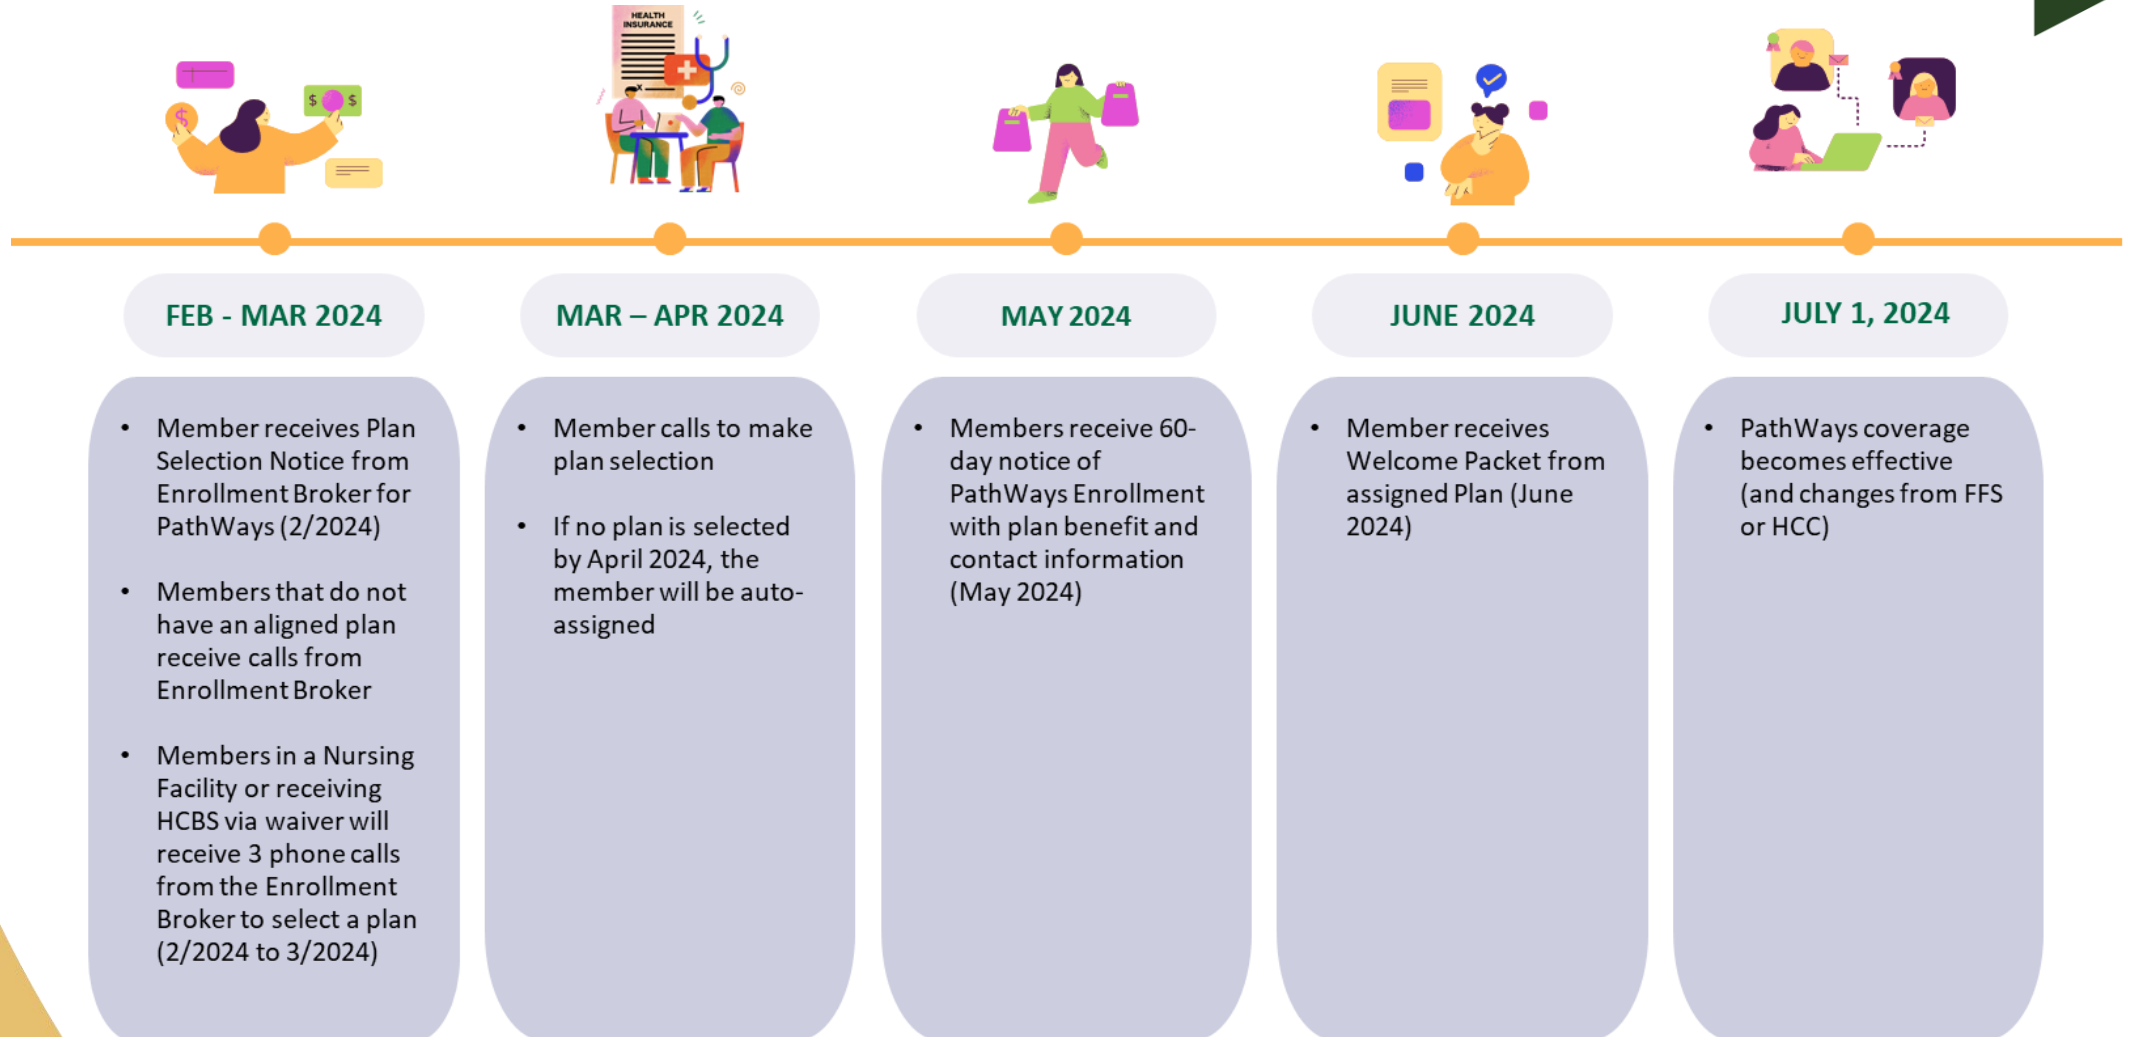 HEALTH
INSURANCE
X
$
$ $
FEB - MAR 2024
• Member receives Plan
Selection Notice from
Enrollment Broker for
PathWays (2/2024)
• Members that do not
have an aligned plan
receive calls from
Enrollment Broker
• Members in a Nursing
Facility or receiving
HCBS via waiver will
receive 3 phone calls
from the Enrollment
Broker to select a plan
(2/2024 to 3/2024)
MAR – APR 2024
• Member calls to make
plan selection
• If no plan is selected
by April 2024, the
member will be auto-
assigned
MAY 2024
• Members receive 60-
day notice of
PathWays Enrollment
with plan benefit and
contact information
(May 2024)
JUNE 2024
• Member receives
Welcome Packet from
assigned Plan (June
2024)
JULY 1, 2024
• PathWays coverage
becomes effective
(and changes from FFS
or HCC)